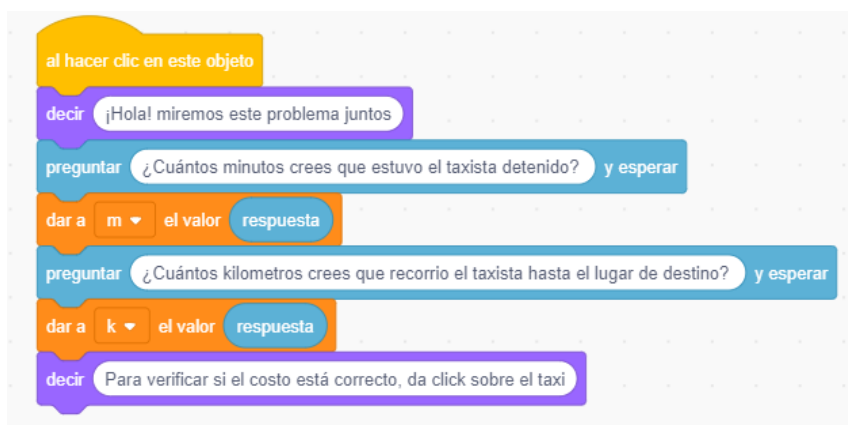 al hacer clic en este objeto
decir ¡Hola! miremos este problema juntos
preguntar ¿Cuántos minutos crees que estuvo el taxista detenido? y esperar
dar a m el valor respuesta
preguntar ¿Cuántos kilometros crees que recorrio el taxista hasta el lugar de destino? y esperar
dar a k el valor respuesta
decir Para verificar si el costo está correcto, da click sobre el taxi